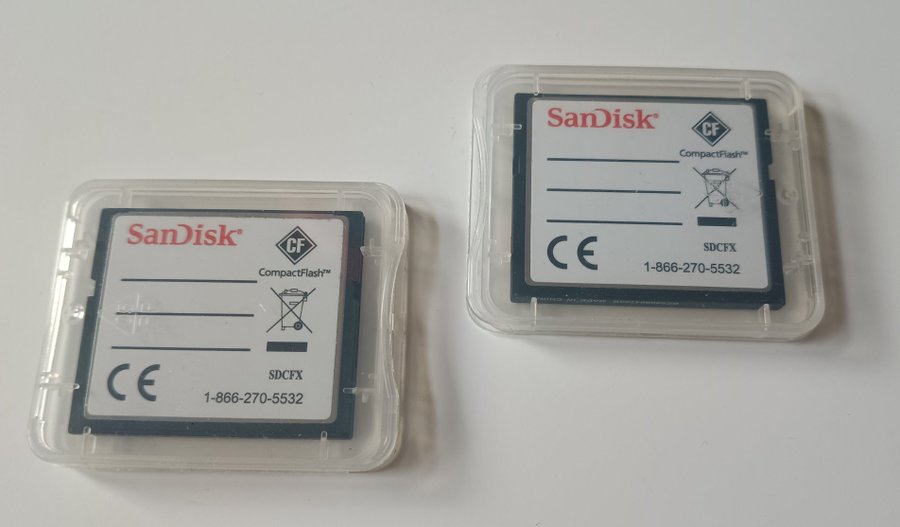 SanDisk®
CF
CompactFlash™
CE
SDCFX
1-866-270-5532
SanDisk®
CF
CompactFlash™
CE
SDCFX
1-866-270-5532